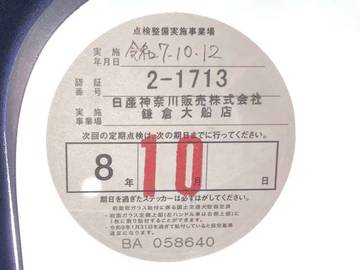 点検整備実施事業場
実施年月日 令和7-10.12
認証番号 2-1713
実施事業場 日産神奈川販売株式会社
鎌倉大船店
次回の定期点検は、次の期日までに行ってください。
8年10月 日
期日を過ぎたステッカーは必ずはがしてください。
BA 058640